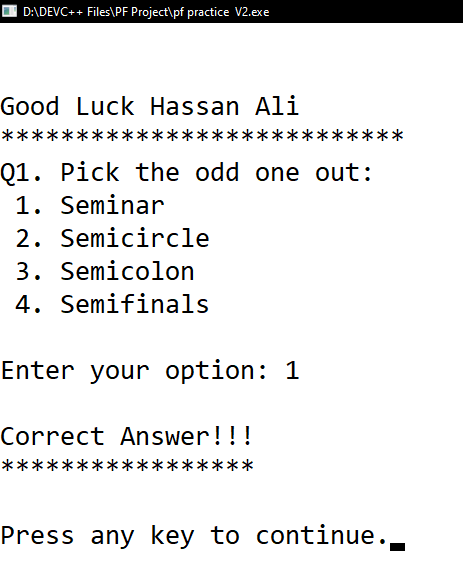 D:\DEVC++ Files\PF Project\pf practice V2.exe
Good Luck Hassan Ali
***************************
Q1. Pick the odd one out:
1. Seminar
2. Semicircle
3. Semicolon
4. Semifinals
Enter your option: 1
Correct Answer!!!
*****************
Press any key to continue.